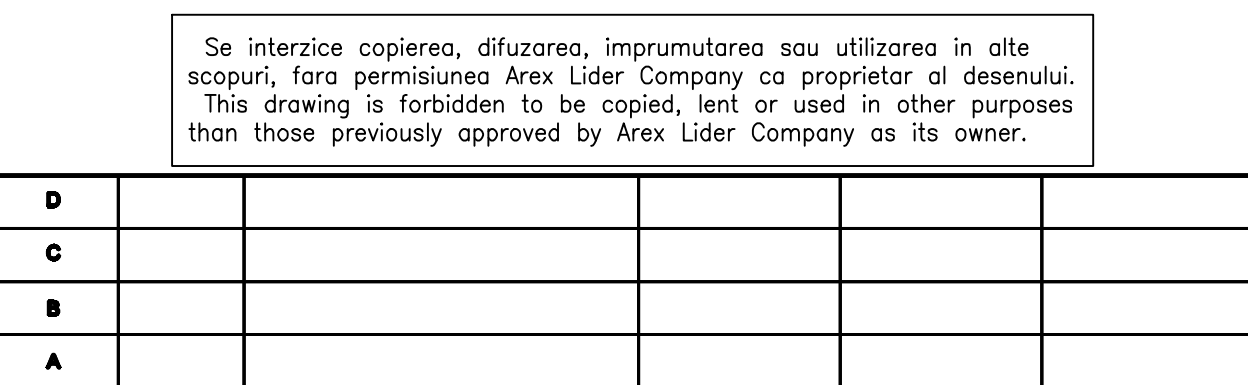 Se interzice copierea, difuzarea, imprumutarea sau utilizarea in alte
scopuri, fara permisiunea Arex Lider Company ca proprietar al desenului.
This drawing is forbidden to be copied, lent or used in other purposes
than those previously approved by Arex Lider Company as its owner.
D
C
B
A